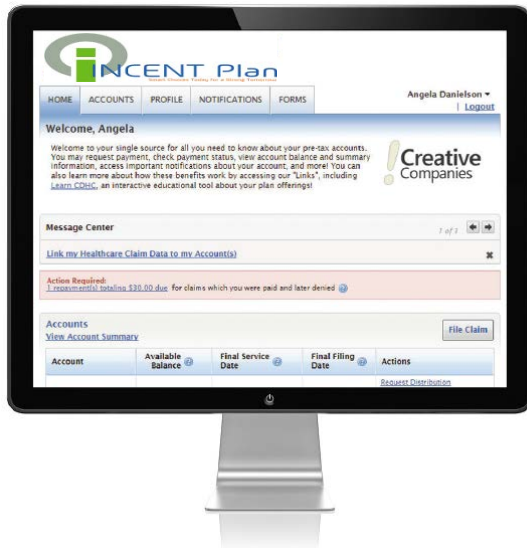 iNCENT Plan
Smart Choices Today for a Strong Tomorrow
HOME ACCOUNTS PROFILE NOTIFICATIONS FORMS
Angela Danielson
| Logout
Welcome, Angela
Welcome to your single source for all you need to know about your pre-tax accounts.
You may request payment, check payment status, view account balance and summary
information, access important notifications about your account, and more! You can
also learn more about how these benefits work by accessing our "Links", including
Learn CDHC, an interactive educational tool about your plan offerings!
! Creative
Companies
Message Center
1 of 1
Link my Healthcare Claim Data to my Account(s)
Action Required:
1 repayment(s) totaling $30.00 due for claims which you were paid and later denied
Accounts
View Account Summary
File Claim
Account
Available
Balance
Final Service
Date
Final Filing
Date
Actions
Request Distribution